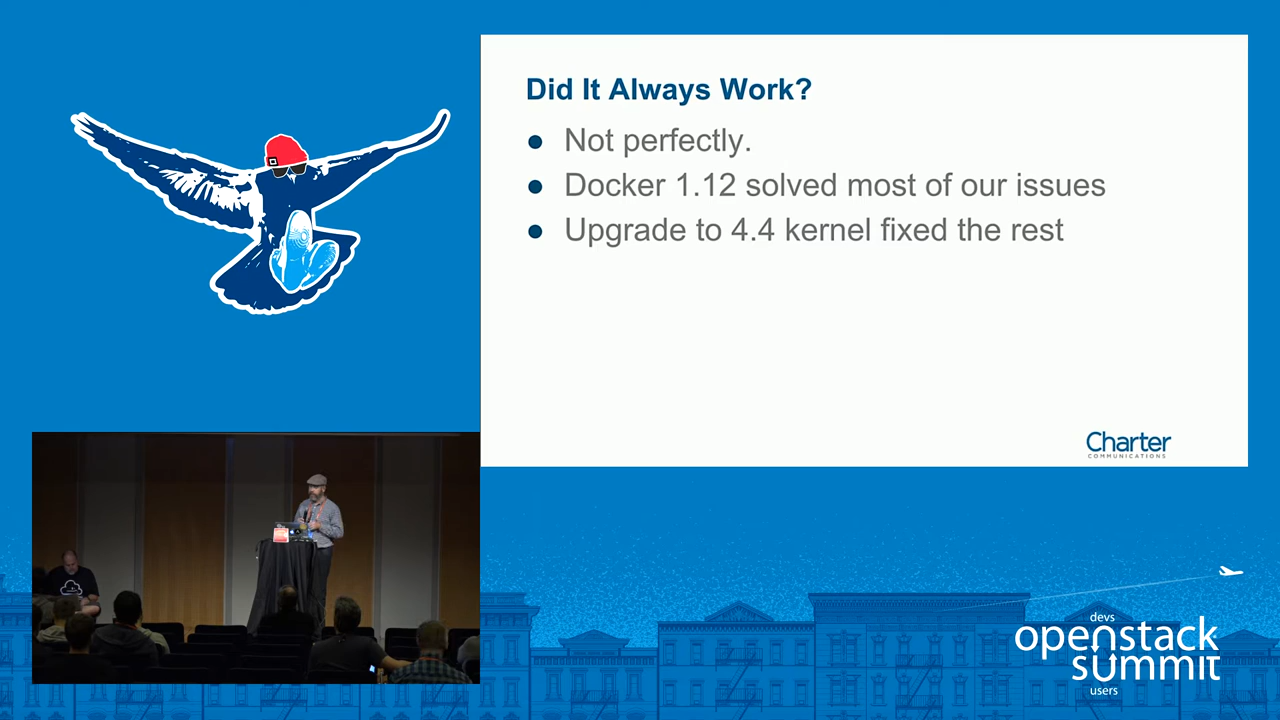 Did It Always Work?
● Not perfectly.
● Docker 1.12 solved most of our issues
● Upgrade to 4.4 kernel fixed the rest
Charter
COMMUNICATIONS
devs
openstack
summit
users